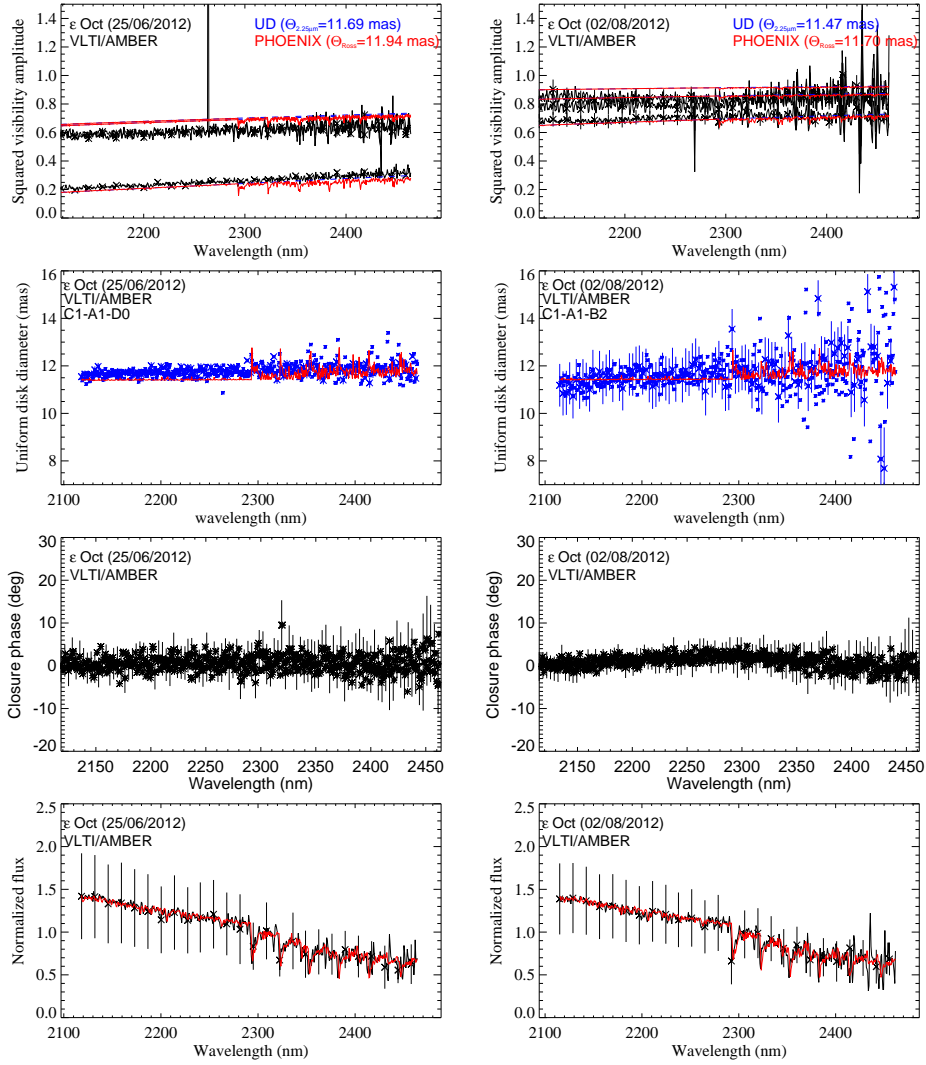 ε Oct (25/06/2012)
VLTI/AMBER
UD (Θ2.25μm=11.69 mas)
PHOENIX (ΘRoss=11.94 mas)
Squared visibility amplitude
1.4
1.2
1.0
0.8
0.6
0.4
0.2
0.0
2200 2300 2400
Wavelength (nm)
ε Oct (02/08/2012)
VLTI/AMBER
UD (Θ2.25μm=11.47 mas)
PHOENIX (ΘRoss=11.70 mas)
Squared visibility amplitude
1.4
1.2
1.0
0.8
0.6
0.4
0.2
0.0
2200 2300 2400
Wavelength (nm)
ε Oct (25/06/2012)
VLTI/AMBER
C1-A1-D0
Uniform disk diameter (mas)
16
14
12
10
8
2100 2200 2300 2400
wavelength (nm)
ε Oct (02/08/2012)
VLTI/AMBER
C1-A1-B2
Uniform disk diameter (mas)
16
14
12
10
8
2100 2200 2300 2400
wavelength (nm)
ε Oct (25/06/2012)
VLTI/AMBER
Closure phase (deg)
30
20
10
0
-10
-20
2150 2200 2250 2300 2350 2400 2450
Wavelength (nm)
ε Oct (02/08/2012)
VLTI/AMBER
Closure phase (deg)
30
20
10
0
-10
-20
2150 2200 2250 2300 2350 2400 2450
Wavelength (nm)
ε Oct (25/06/2012)
VLTI/AMBER
Normalized flux
2.5
2.0
1.5
1.0
0.5
0.0
2100 2200 2300 2400
Wavelength (nm)
ε Oct (02/08/2012)
VLTI/AMBER
Normalized flux
2.5
2.0
1.5
1.0
0.5
0.0
2100 2200 2300 2400
Wavelength (nm)